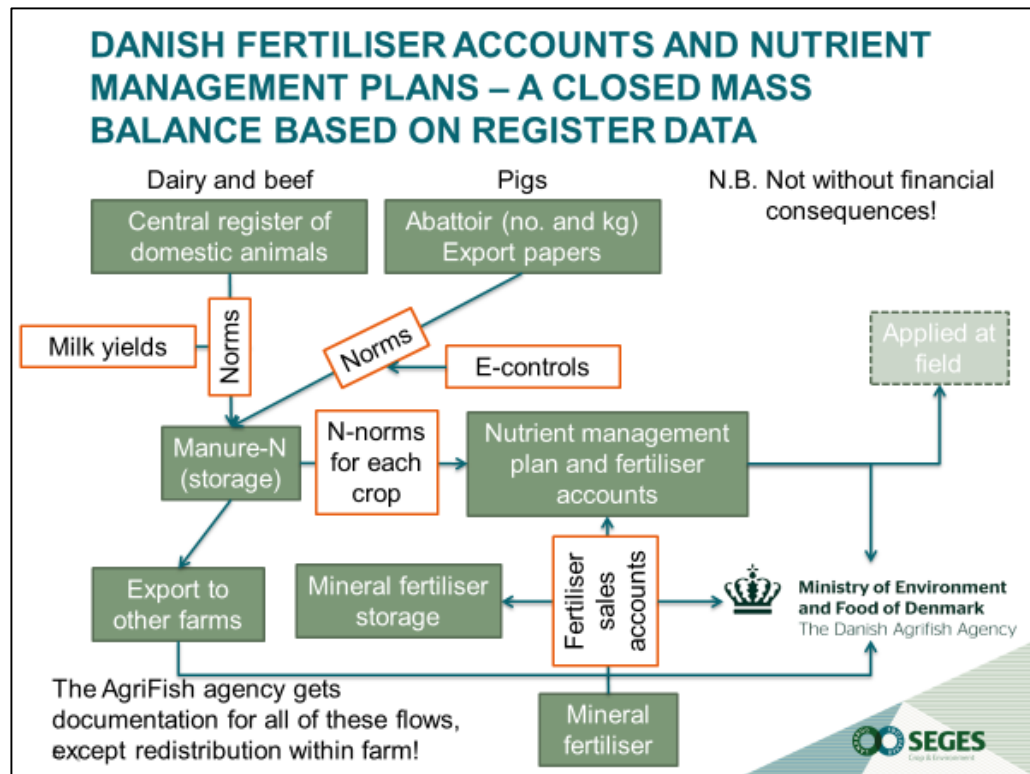 DANISH FERTILISER ACCOUNTS AND NUTRIENT
MANAGEMENT PLANS – A CLOSED MASS
BALANCE BASED ON REGISTER DATA
Dairy and beef
Pigs
N.B. Not without financial
consequences!
Central register of
domestic animals
Abattoir (no. and kg)
Export papers
Milk yields
Norms
Norms
E-controls
Applied at
field
Manure-N
(storage)
N-norms
for each
crop
Nutrient management
plan and fertiliser
accounts
Export to
other farms
Mineral fertiliser
storage
Fertiliser
sales
accounts
Ministry of Environment
and Food of Denmark
The Danish Agrifish Agency
The AgriFish agency gets
documentation for all of these flows,
except redistribution within farm!
Mineral
fertiliser
SEGES
Crop & Environment